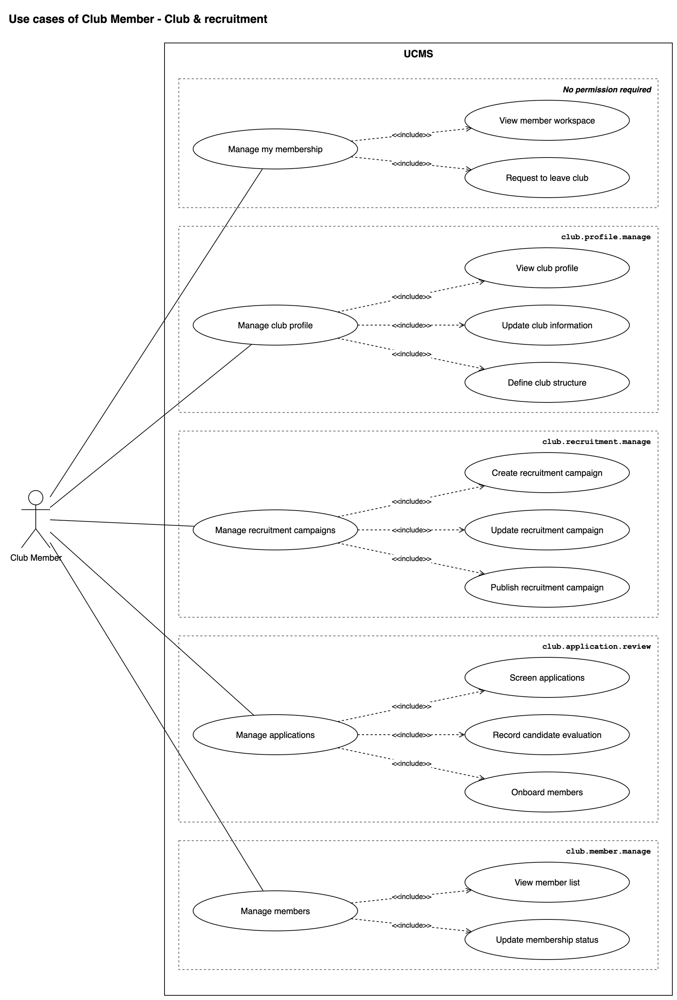 Use cases of Club Member - Club & recruitment
UCMS
No permission required
View member workspace
<<include>>
Manage my membership
<<include>>
Request to leave club
club.profile.manage
View club profile
<<include>>
Manage club profile
<<include>>
Update club information
<<include>>
Define club structure
club.recruitment.manage
Create recruitment campaign
<<include>>
Manage recruitment campaigns
<<include>>
Update recruitment campaign
Club Member
<<include>>
Publish recruitment campaign
club.application.review
Screen applications
<<include>>
Manage applications
<<include>>
Record candidate evaluation
<<include>>
Onboard members
club.member.manage
View member list
<<include>>
Manage members
<<include>>
Update membership status